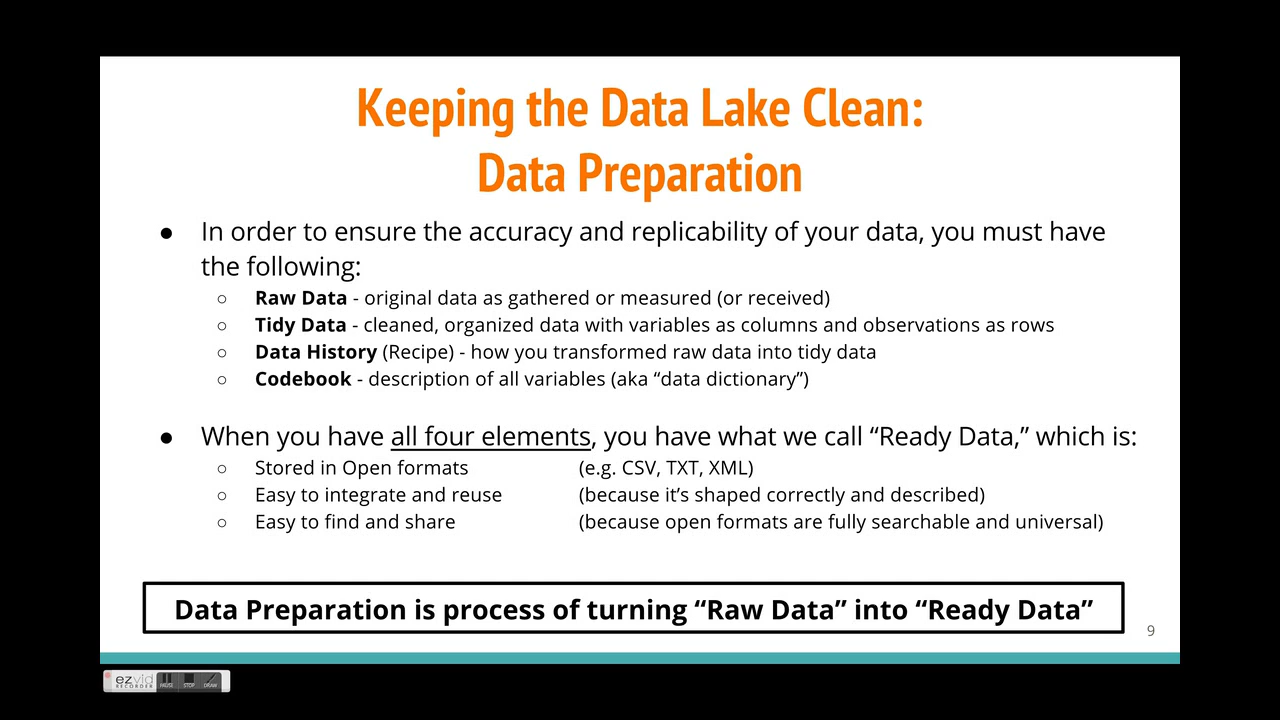 Keeping the Data Lake Clean:
Data Preparation
● In order to ensure the accuracy and replicability of your data, you must have
the following:
○ Raw Data - original data as gathered or measured (or received)
○ Tidy Data - cleaned, organized data with variables as columns and observations as rows
○ Data History (Recipe) - how you transformed raw data into tidy data
○ Codebook - description of all variables (aka “data dictionary”)
● When you have all four elements, you have what we call “Ready Data,” which is:
○ Stored in Open formats (e.g. CSV, TXT, XML)
○ Easy to integrate and reuse (because it’s shaped correctly and described)
○ Easy to find and share (because open formats are fully searchable and universal)
Data Preparation is process of turning “Raw Data” into “Ready Data”
9
ezvid
RECORDER
PAUSE STOP DRAW